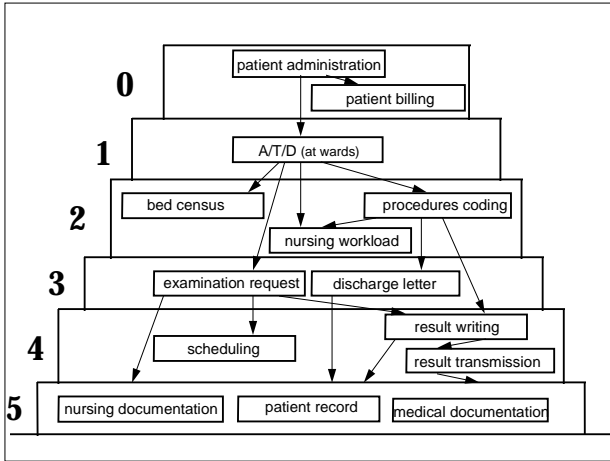 0
patient administration
patient billing
1
A/T/D (at wards)
2
bed census
procedures coding
nursing workload
3
examination request
discharge letter
4
result writing
scheduling
result transmission
5
nursing documentation
patient record
medical documentation